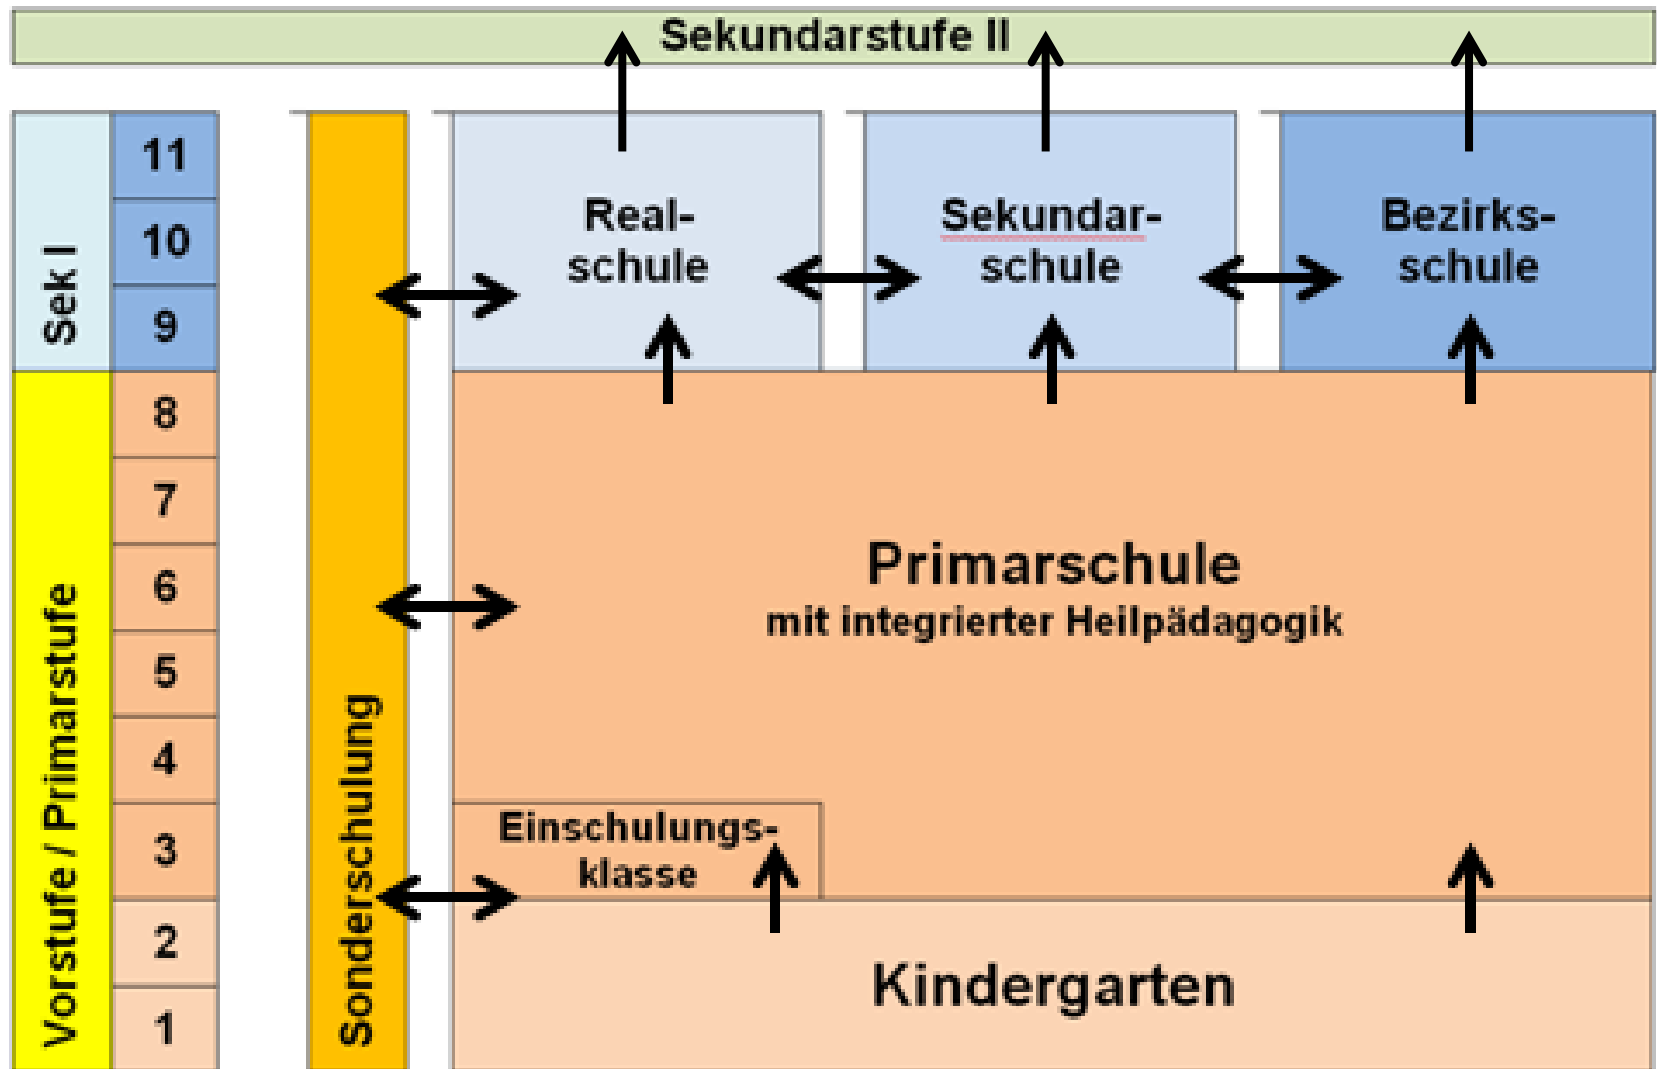 Sekundarstufe II
Sek I
11
10
9
Vorstufe / Primarstufe
8
7
6
5
4
3
2
1
Sonderschulung
Real-
schule
Sekundar-
schule
Bezirks-
schule
Primarschule
mit integrierter Heilpädagogik
Einschulungs-
klasse
Kindergarten